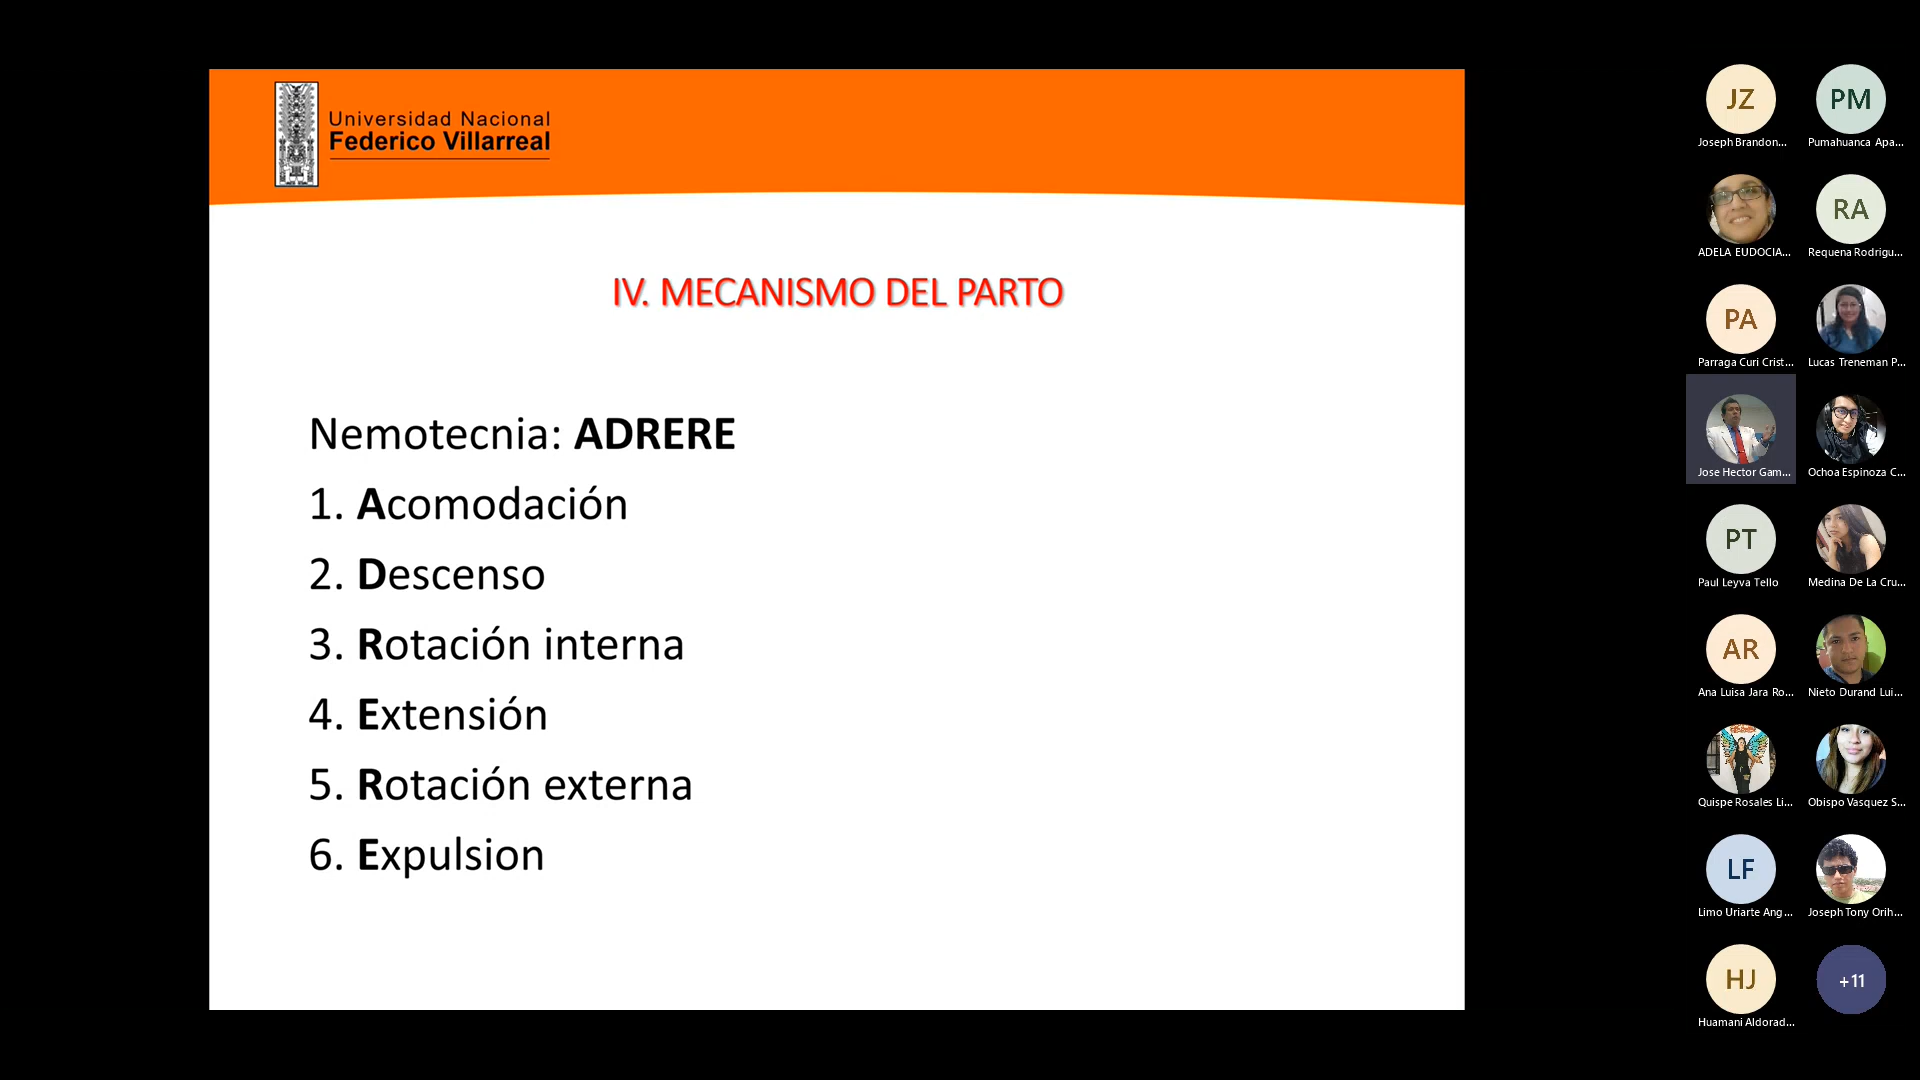 Universidad Nacional
Federico Villarreal
IV. MECANISMO DEL PARTO
Nemotecnia: ADRERE
1. Acomodación
2. Descenso
3. Rotación interna
4. Extensión
5. Rotación externa
6. Expulsion
JZ
Joseph Brandon...
PM
Pumahuanca Apa...
ADELA EUDOCIA...
RA
Requena Rodrigu...
PA
Parraga Curi Crist...
Lucas Treneman P...
Jose Hector Gam...
Ochoa Espinoza C...
PT
Paul Leyva Tello
Medina De La Cru...
AR
Ana Luisa Jara Ro...
Nieto Durand Lui...
Quispe Rosales Li...
Obispo Vasquez S...
LF
Limo Uriarte Ang...
Joseph Tony Orih...
HJ
Huamani Aldorad...
+11